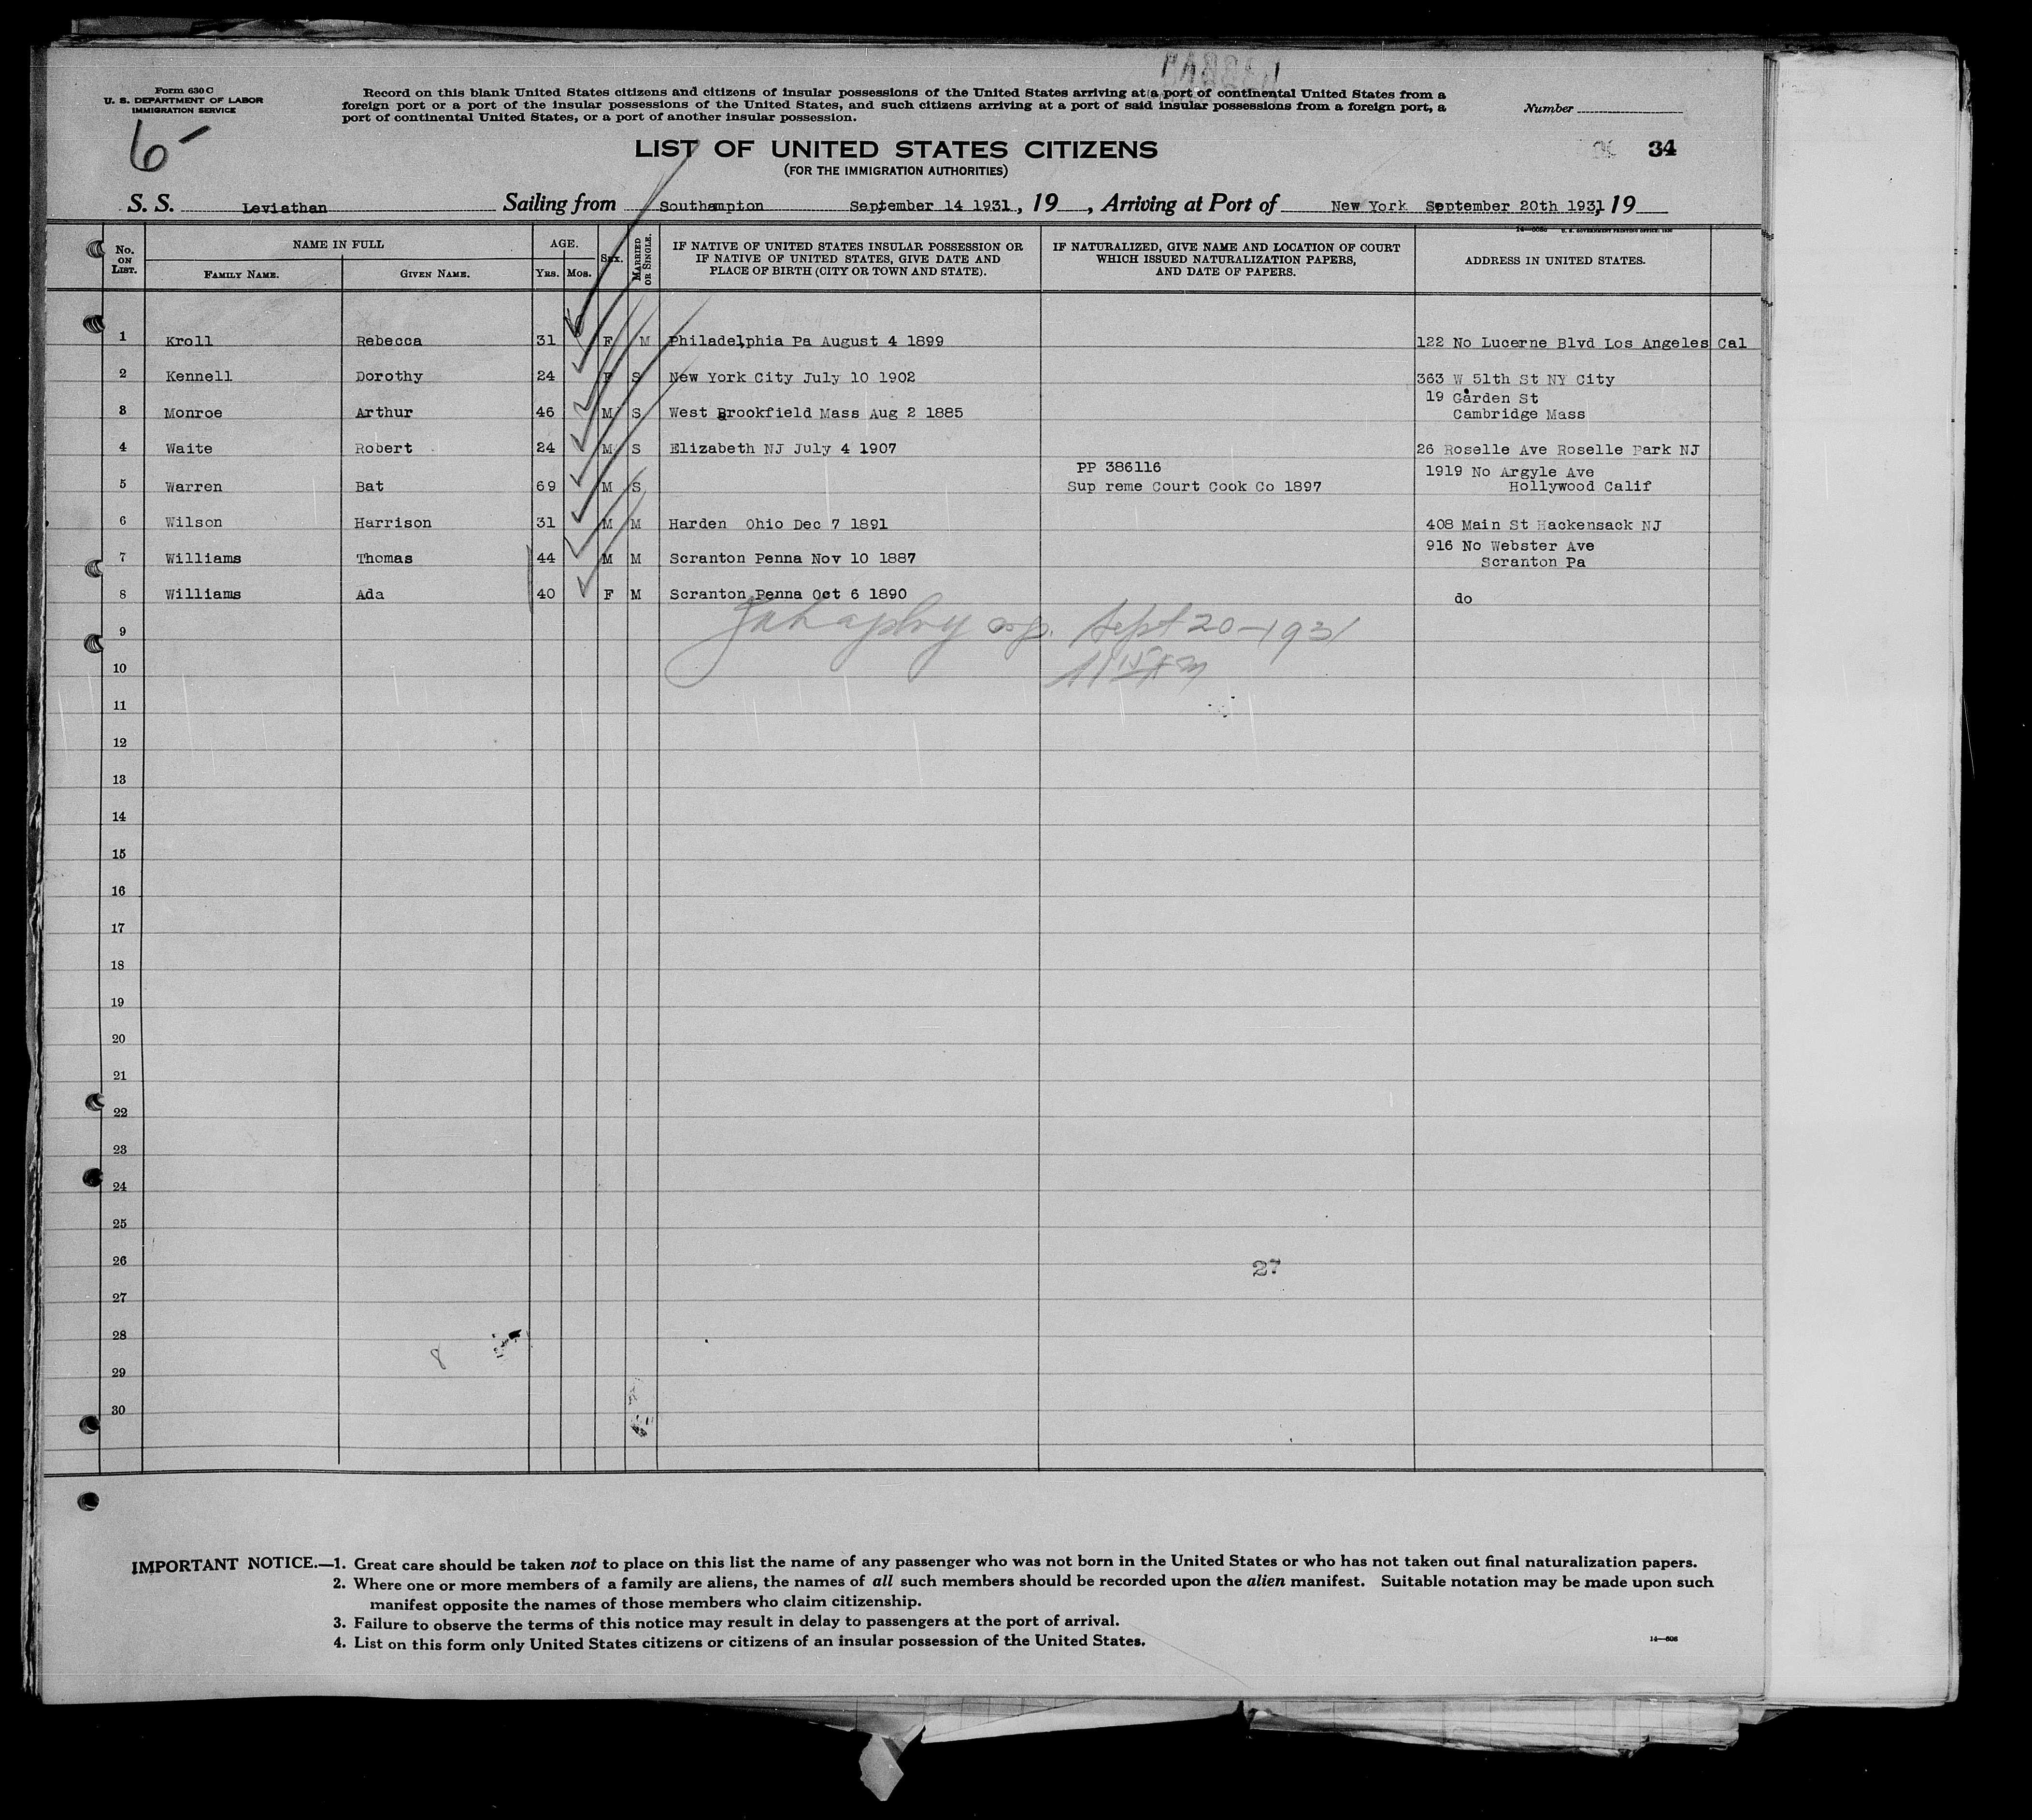 Form 630 C
U. S. DEPARTMENT OF LABOR
IMMIGRATION SERVICE
Record on this blank United States citizens and citizens of insular possessions of the United States arriving at a port of continental United States from a
foreign port or a port of the insular possessions of the United States, and such citizens arriving at a port of said insular possessions from a foreign port, a
port of continental United States, or a port of another insular possession.
Number
6-
LIST OF UNITED STATES CITIZENS
34
(FOR THE IMMIGRATION AUTHORITIES)
S. S. Leviathan Sailing from Southampton September 14 1931, 19 , Arriving at Port of New York September 20th 1931, 19
No. ON LIST. NAME IN FULL FAMILY NAME. GIVEN NAME. AGE. YRS. MOS. SEX. MARRIED OR SINGLE. IF NATIVE OF UNITED STATES INSULAR POSSESSION OR IF NATIVE OF UNITED STATES, GIVE DATE AND PLACE OF BIRTH (CITY OR TOWN AND STATE). IF NATURALIZED, GIVE NAME AND LOCATION OF COURT WHICH ISSUED NATURALIZATION PAPERS, AND DATE OF PAPERS. ADDRESS IN UNITED STATES.
1 Kroll Rebecca 31 F M Philadelphia Pa August 4 1899 122 No Lucerne Blvd Los Angeles Cal
2 Kennell Dorothy 24 F S New York City July 10 1902 363 W 51th St NY City
3 Monroe Arthur 46 M S West Brookfield Mass Aug 2 1885 19 Garden St
Cambridge Mass
4 Waite Robert 24 M S Elizabeth NJ July 4 1907 26 Roselle Ave Roselle Park NJ
PP 386116 1919 No Argyle Ave
5 Warren Bat 69 M S Sup reme Court Cook Co 1897 Hollywood Calif
6 Wilson Harrison 31 M M Harden Ohio Dec 7 1891 408 Main St Hackensack NJ
916 No Webster Ave
7 Williams Thomas 44 M M Scranton Penna Nov 10 1887 Scranton Pa
8 Williams Ada 40 F M Scranton Penna Oct 6 1890 do
9 Sept 20-1931
10
11
12
13
14
15
16
17
18
19
20
21
22
23
24
25
26
27
27
28
8
29
30
IMPORTANT NOTICE.—1. Great care should be taken not to place on this list the name of any passenger who was not born in the United States or who has not taken out final naturalization papers.
2. Where one or more members of a family are aliens, the names of all such members should be recorded upon the alien manifest. Suitable notation may be made upon such
manifest opposite the names of those members who claim citizenship.
3. Failure to observe the terms of this notice may result in delay to passengers at the port of arrival.
4. List on this form only United States citizens or citizens of an insular possession of the United States.